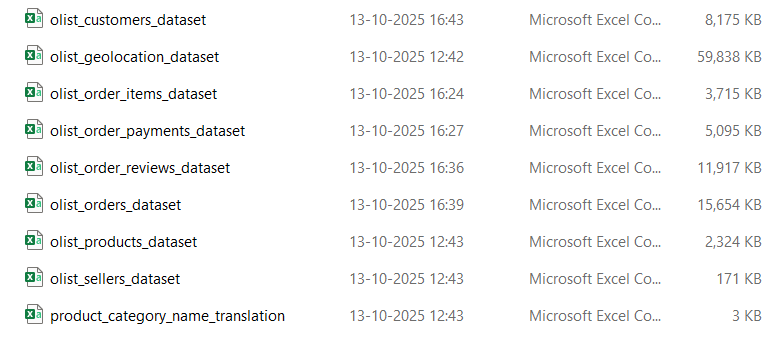 olist_customers_dataset 13-10-2025 16:43 Microsoft Excel Co... 8,175 KB
olist_geolocation_dataset 13-10-2025 12:42 Microsoft Excel Co... 59,838 KB
olist_order_items_dataset 13-10-2025 16:24 Microsoft Excel Co... 3,715 KB
olist_order_payments_dataset 13-10-2025 16:27 Microsoft Excel Co... 5,095 KB
olist_order_reviews_dataset 13-10-2025 16:36 Microsoft Excel Co... 11,917 KB
olist_orders_dataset 13-10-2025 16:39 Microsoft Excel Co... 15,654 KB
olist_products_dataset 13-10-2025 12:43 Microsoft Excel Co... 2,324 KB
olist_sellers_dataset 13-10-2025 12:43 Microsoft Excel Co... 171 KB
product_category_name_translation 13-10-2025 12:43 Microsoft Excel Co... 3 KB